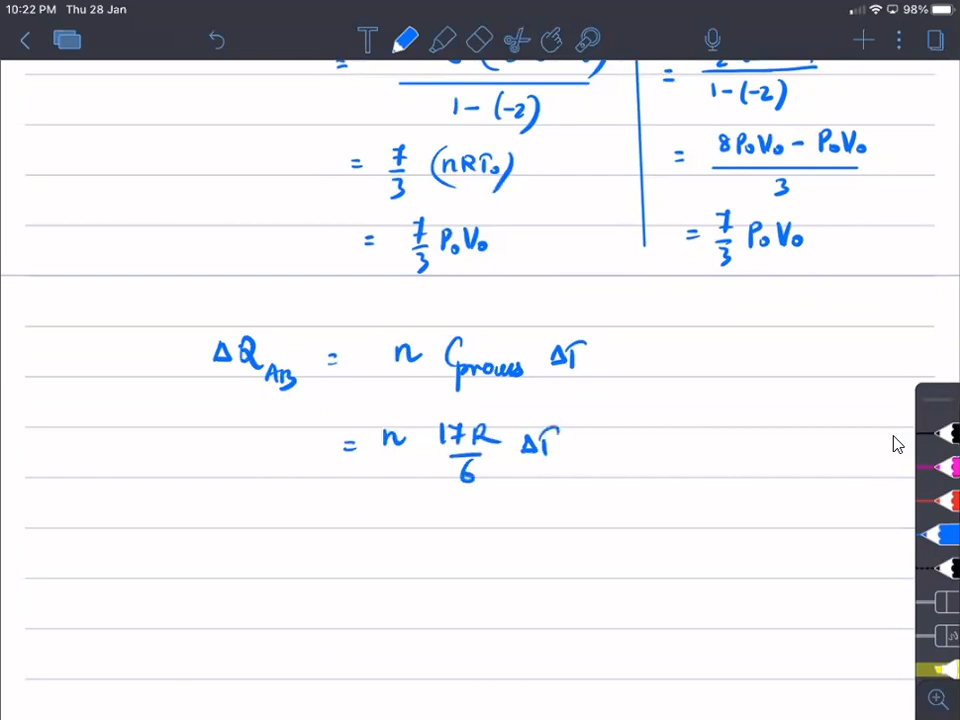 10:22 PM Thu 28 Jan 98%
T
1 - (-2)
= 7/3 (nRT₀)
= 7/3 P₀V₀
=
1 - (-2)
= 8P₀V₀ - P₀V₀ / 3
= 7/3 P₀V₀
ΔQ_AB = n C_process ΔT
= n 17R/6 ΔT